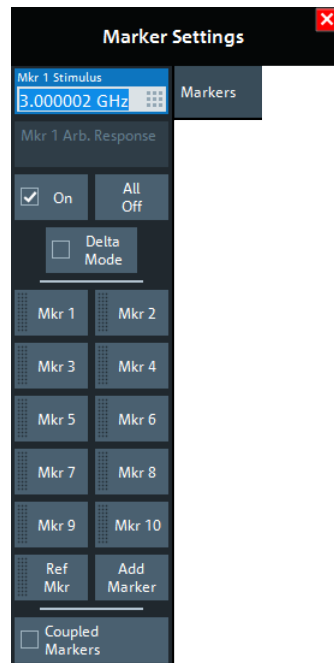 Marker Settings
Mkr 1 Stimulus
3.000002 GHz
Markers
Mkr 1 Arb. Response
On
All
Off
Delta
Mode
Mkr 1
Mkr 2
Mkr 3
Mkr 4
Mkr 5
Mkr 6
Mkr 7
Mkr 8
Mkr 9
Mkr 10
Ref
Mkr
Add
Marker
Coupled
Markers